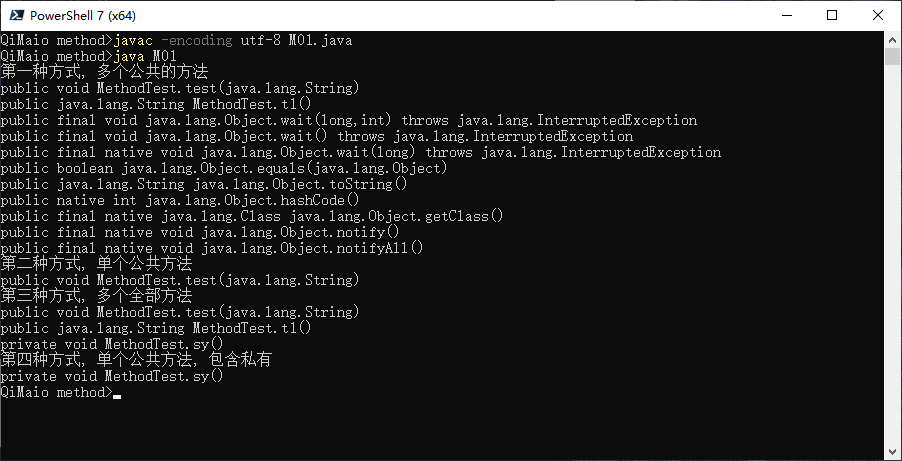 PowerShell 7 (x64)
QiMaio method>javac -encoding utf-8 M01.java
QiMaio method>java M01
第一种方式, 多个公共的方法
public void MethodTest.test(java.lang.String)
public java.lang.String MethodTest.t1()
public final void java.lang.Object.wait(long,int) throws java.lang.InterruptedException
public final void java.lang.Object.wait() throws java.lang.InterruptedException
public final native void java.lang.Object.wait(long) throws java.lang.InterruptedException
public boolean java.lang.Object.equals(java.lang.Object)
public java.lang.String java.lang.Object.toString()
public native int java.lang.Object.hashCode()
public final native java.lang.Class java.lang.Object.getClass()
public final native void java.lang.Object.notify()
public final native void java.lang.Object.notifyAll()
第二种方式, 单个公共方法
public void MethodTest.test(java.lang.String)
第三种方式, 多个全部方法
public void MethodTest.test(java.lang.String)
public java.lang.String MethodTest.t1()
private void MethodTest.sy()
第四种方式, 单个公共方法, 包含私有
private void MethodTest.sy()
QiMaio method>